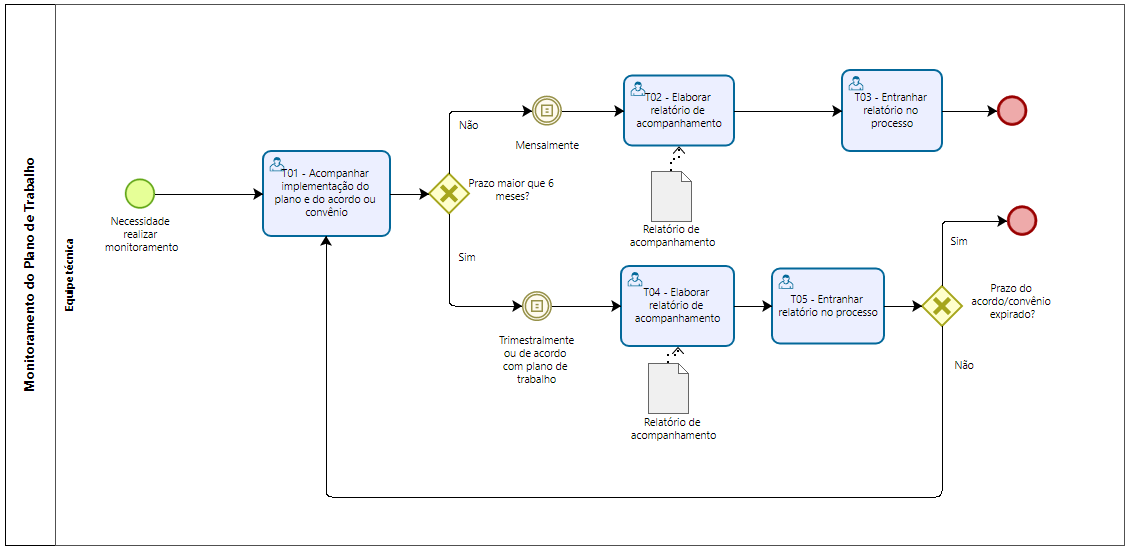 Monitoramento do Plano de Trabalho
Equipe técnica
Necessidade
realizar
monitoramento
T01 - Acompanhar
implementação do
plano e do acordo ou
convênio
Prazo maior que 6
meses?
Não
Mensalmente
T02 - Elaborar
relatório de
acompanhamento
Relatório de
acompanhamento
T03 - Entranhar
relatório no
processo
Sim
Trimestralmente
ou de acordo
com plano de
trabalho
T04 - Elaborar
relatório de
acompanhamento
Relatório de
acompanhamento
T05 - Entranhar
relatório no processo
Prazo do
acordo/convênio
expirado?
Sim
Não